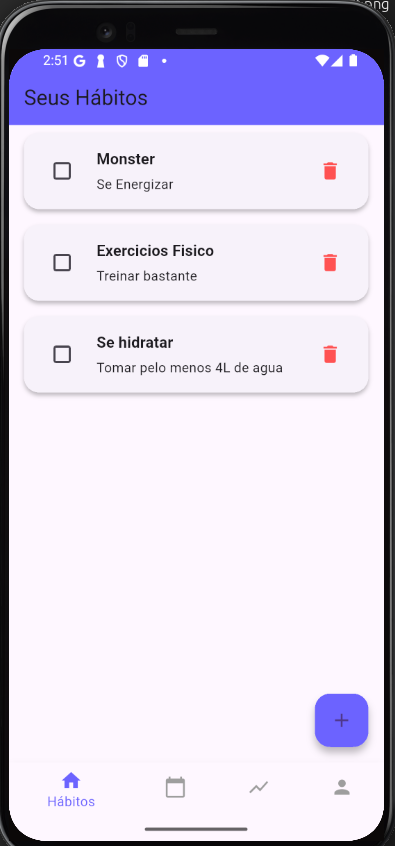 ong
2:51 G
Seus Hábitos
Monster
Se Energizar
Exercicios Fisico
Treinar bastante
Se hidratar
Tomar pelo menos 4L de agua
Hábitos